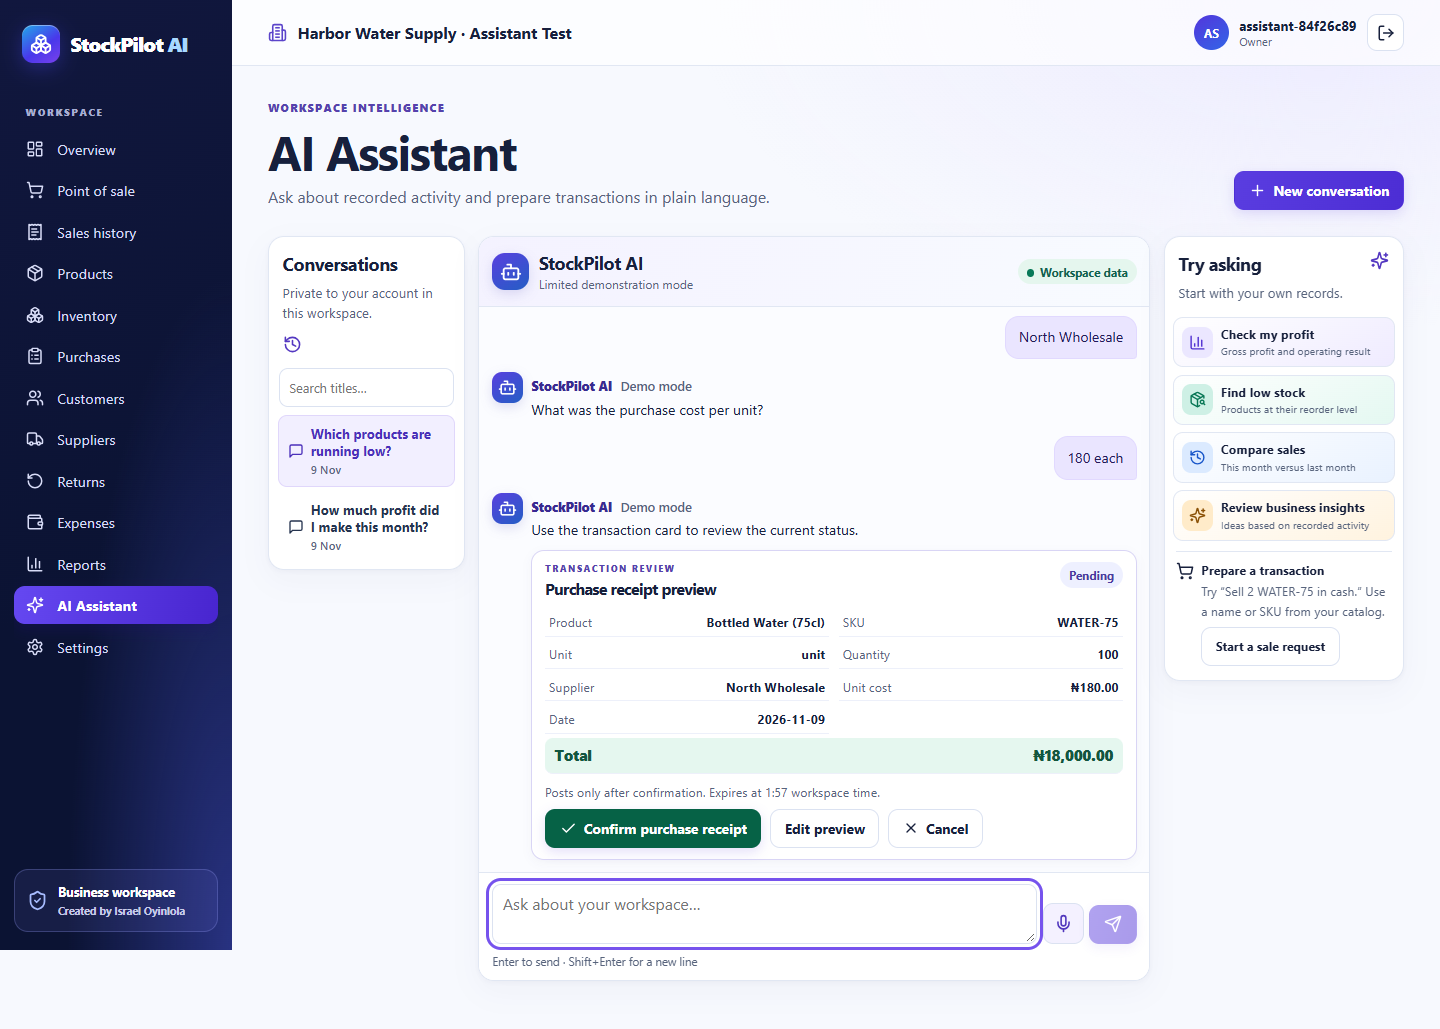 StockPilot AI
WORKSPACE
Overview
Point of sale
Sales history
Products
Inventory
Purchases
Customers
Suppliers
Returns
Expenses
Reports
AI Assistant
Settings
Business workspace
Created by Israel Oyinlola
Harbor Water Supply · Assistant Test
AS
assistant-84f26c89
Owner
WORKSPACE INTELLIGENCE
AI Assistant
Ask about recorded activity and prepare transactions in plain language.
New conversation
Conversations
Private to your account in
this workspace.
Search titles...
Which products are
running low?
9 Nov
How much profit did
I make this month?
9 Nov
StockPilot AI
Limited demonstration mode
Workspace data
North Wholesale
StockPilot AI Demo mode
What was the purchase cost per unit?
180 each
StockPilot AI Demo mode
Use the transaction card to review the current status.
TRANSACTION REVIEW
Purchase receipt preview
Pending
Product Bottled Water (75cl) SKU WATER-75
Unit unit Quantity 100
Supplier North Wholesale Unit cost ₦180.00
Date 2026-11-09
Total ₦18,000.00
Posts only after confirmation. Expires at 1:57 workspace time.
Confirm purchase receipt
Edit preview
Cancel
Ask about your workspace...
Enter to send · Shift+Enter for a new line
Try asking
Start with your own records.
Check my profit
Gross profit and operating result
Find low stock
Products at their reorder level
Compare sales
This month versus last month
Review business insights
Ideas based on recorded activity
Prepare a transaction
Try “Sell 2 WATER-75 in cash.” Use
a name or SKU from your catalog.
Start a sale request